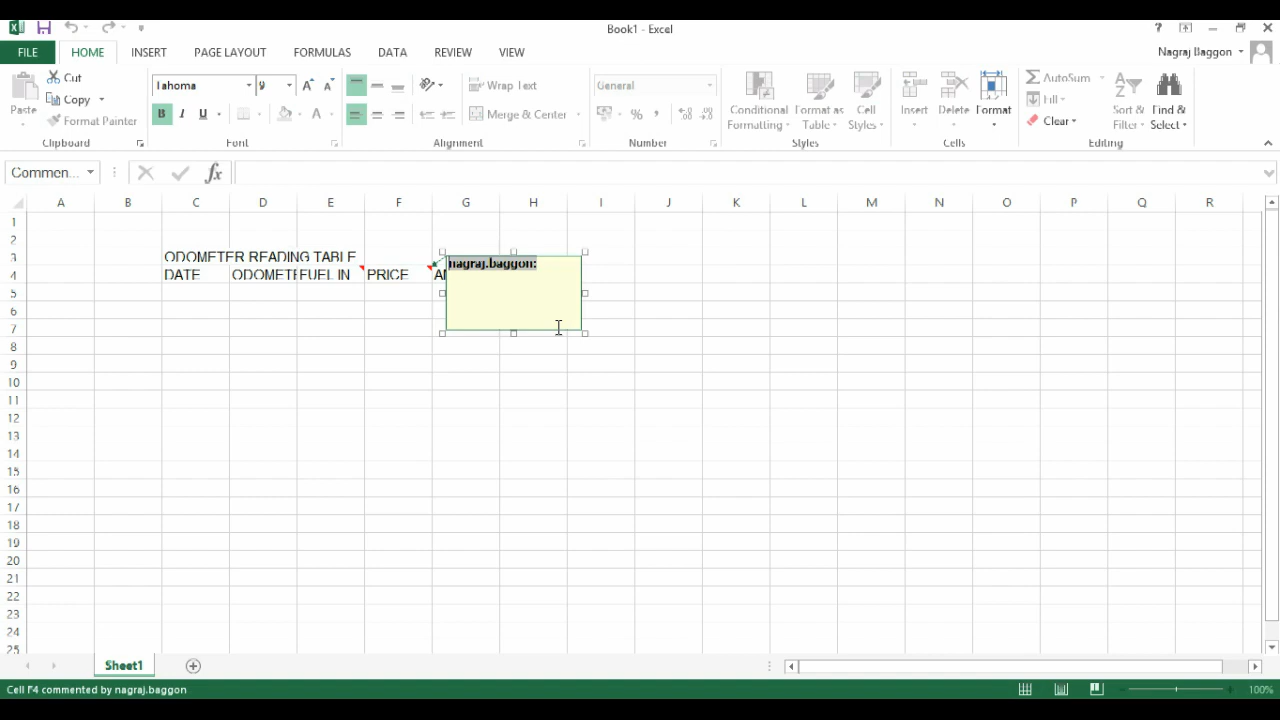 Book1 - Excel
FILE HOME INSERT PAGE LAYOUT FORMULAS DATA REVIEW VIEW
Nagraj Baggon
Cut
Copy
Format Painter
Paste
Clipboard
Tahoma 9
B I U
Font
Wrap Text
Merge & Center
Alignment
General
%
Number
Conditional Formatting
Format as Table
Cell Styles
Styles
Insert Delete Format
Cells
AutoSum
Fill
Clear
Sort & Filter
Find & Select
Editing
Commen...
fx
A B C D E F G H I J K L M N O P Q R
1
2
3 ODOMETER READING TABLE nagraj.baggon:
4 DATE ODOMETE FUEL IN PRICE
5
6
7
8
9
10
11
12
13
14
15
16
17
18
19
20
21
22
23
24
25
Sheet1
Cell F4 commented by nagraj.baggon
100%